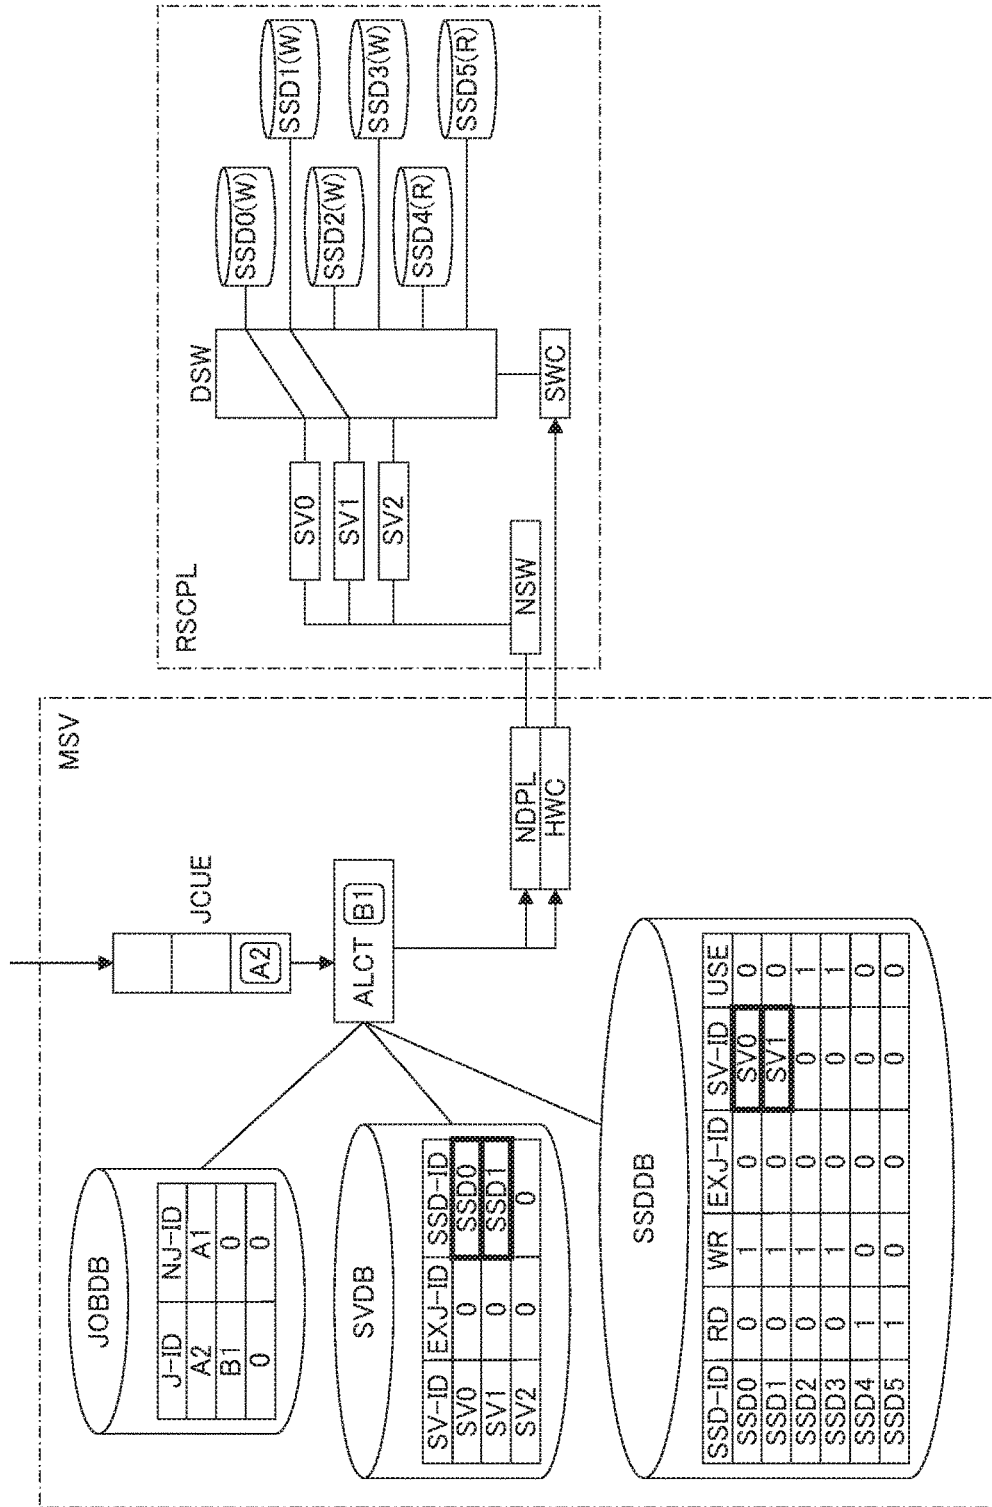 MSV
JCUE
A2
ALCT B1
JOBDB
J-ID NJ-ID
A2 A1
B1 0
0 0
SVDB
SV-ID EXJ-ID SSD-ID
SV0 0 SSD0
SV1 0 SSD1
SV2 0 0
SSDDB
SSD-ID RD WR EXJ-ID SV-ID USE
SSD0 0 1 0 SV0 0
SSD1 0 1 0 SV1 0
SSD2 0 1 0 0 1
SSD3 0 1 0 0 1
SSD4 1 0 0 0 0
SSD5 1 0 0 0 0
NDPL
HWC
RSCPL
NSW
SV0
SV1
SV2
DSW
SWC
SSD0(W)
SSD1(W)
SSD2(W)
SSD3(W)
SSD4(R)
SSD5(R)